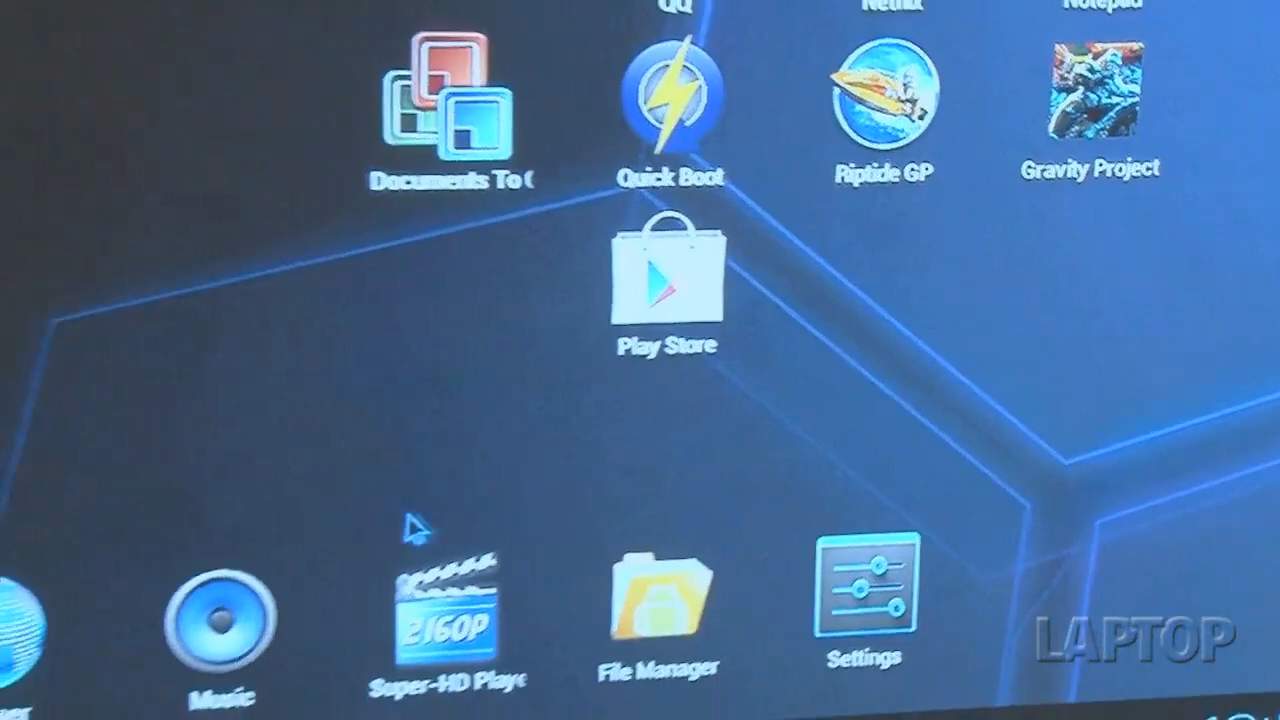 QQ
Netflix
Notepad
Documents To
Quick Boot
Riptide GP
Gravity Project
Play Store
2160P
Music
Super-HD Playe
File Manager
Settings
LAPTOP